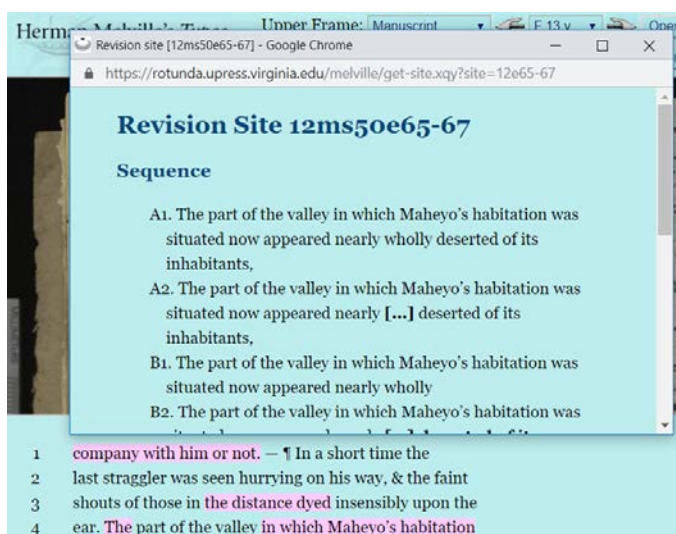 Herman Melville's Typee Upper Frame: Manuscript F 13 v Oper
Revision site [12ms50e65-67] - Google Chrome
https://rotunda.upress.virginia.edu/melville/get-site.xqy?site=12e65-67
Revision Site 12ms50e65-67
Sequence
A1. The part of the valley in which Maheyo's habitation was
situated now appeared nearly wholly deserted of its
inhabitants,
A2. The part of the valley in which Maheyo's habitation was
situated now appeared nearly [...] deserted of its
inhabitants,
B1. The part of the valley in which Maheyo's habitation was
situated now appeared nearly wholly
B2. The part of the valley in which Maheyo's habitation was
1 company with him or not. — ¶ In a short time the
2 last straggler was seen hurrying on his way, & the faint
3 shouts of those in the distance dyed insensibly upon the
4 ear. The part of the valley in which Maheyo's habitation